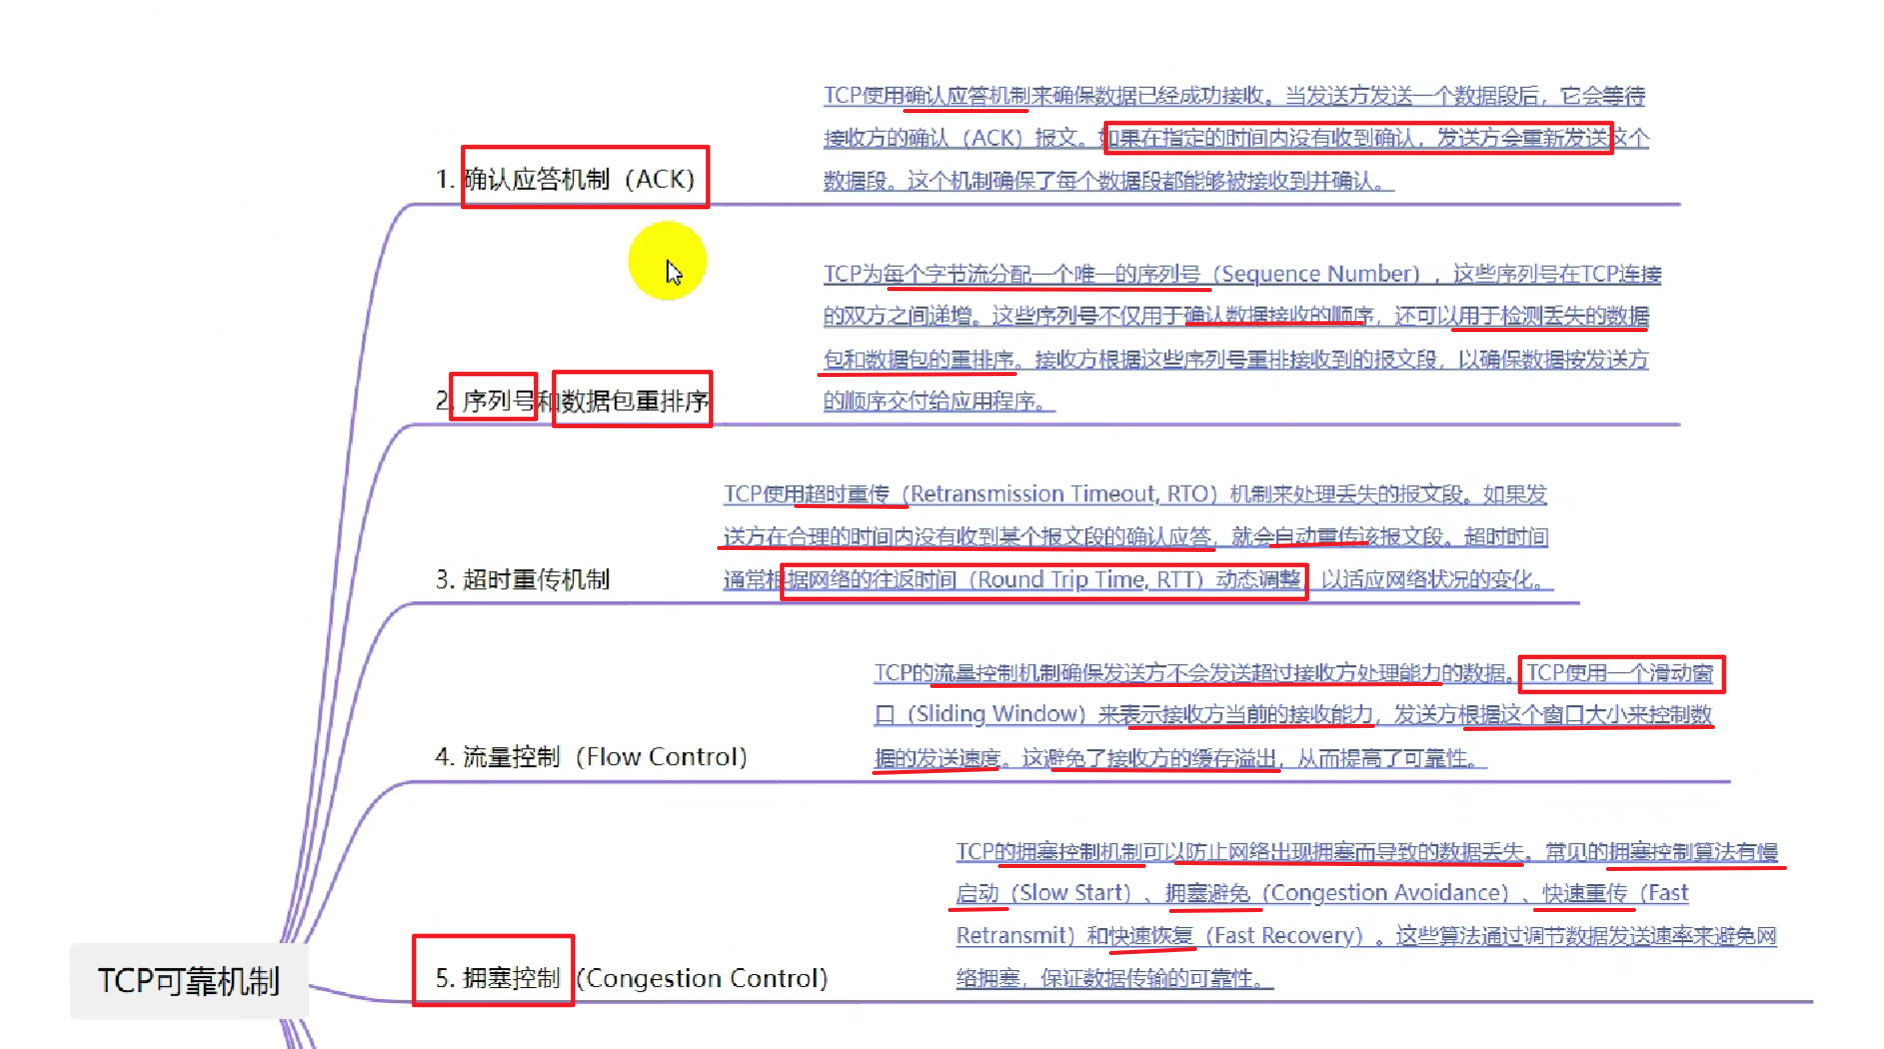 TCP使用确认应答机制来确保数据已经成功接收。当发送方发送一个数据段后，它会等待
接收方的确认（ACK）报文。如果在指定的时间内没有收到确认，发送方会重新发送这个
数据段。这个机制确保了每个数据段都能够被接收到并确认。
1. 确认应答机制（ACK）
TCP为每个字节流分配一个唯一的序列号（Sequence Number），这些序列号在TCP连接
的双方之间递增。这些序列号不仅用于确认数据接收的顺序，还可以用于检测丢失的数据
包和数据包的重排序。接收方根据这些序列号重排接收到的报文段，以确保数据按发送方
的顺序交付给应用程序。
2. 序列号和数据包重排序
TCP使用超时重传（Retransmission Timeout, RTO）机制来处理丢失的报文段。如果发
送方在合理的时间内没有收到某个报文段的确认应答，就会自动重传该报文段。超时时间
通常根据网络的往返时间（Round Trip Time, RTT）动态调整，以适应网络状况的变化。
3. 超时重传机制
TCP的流量控制机制确保发送方不会发送超过接收方处理能力的数据。TCP使用一个滑动窗
口（Sliding Window）来表示接收方当前的接收能力，发送方根据这个窗口大小来控制数
据的发送速度。这避免了接收方的缓存溢出，从而提高了可靠性。
4. 流量控制（Flow Control）
TCP的拥塞控制机制可以防止网络出现拥塞而导致的数据丢失。常见的拥塞控制算法有慢
启动（Slow Start）、拥塞避免（Congestion Avoidance）、快速重传（Fast
Retransmit）和快速恢复（Fast Recovery）。这些算法通过调节数据发送速率来避免网
络拥塞，保证数据传输的可靠性。
5. 拥塞控制（Congestion Control）
TCP可靠机制